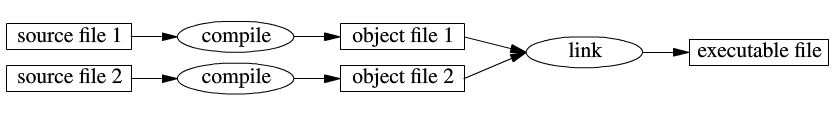 source file 1
compile
object file 1
link
executable file
source file 2
compile
object file 2